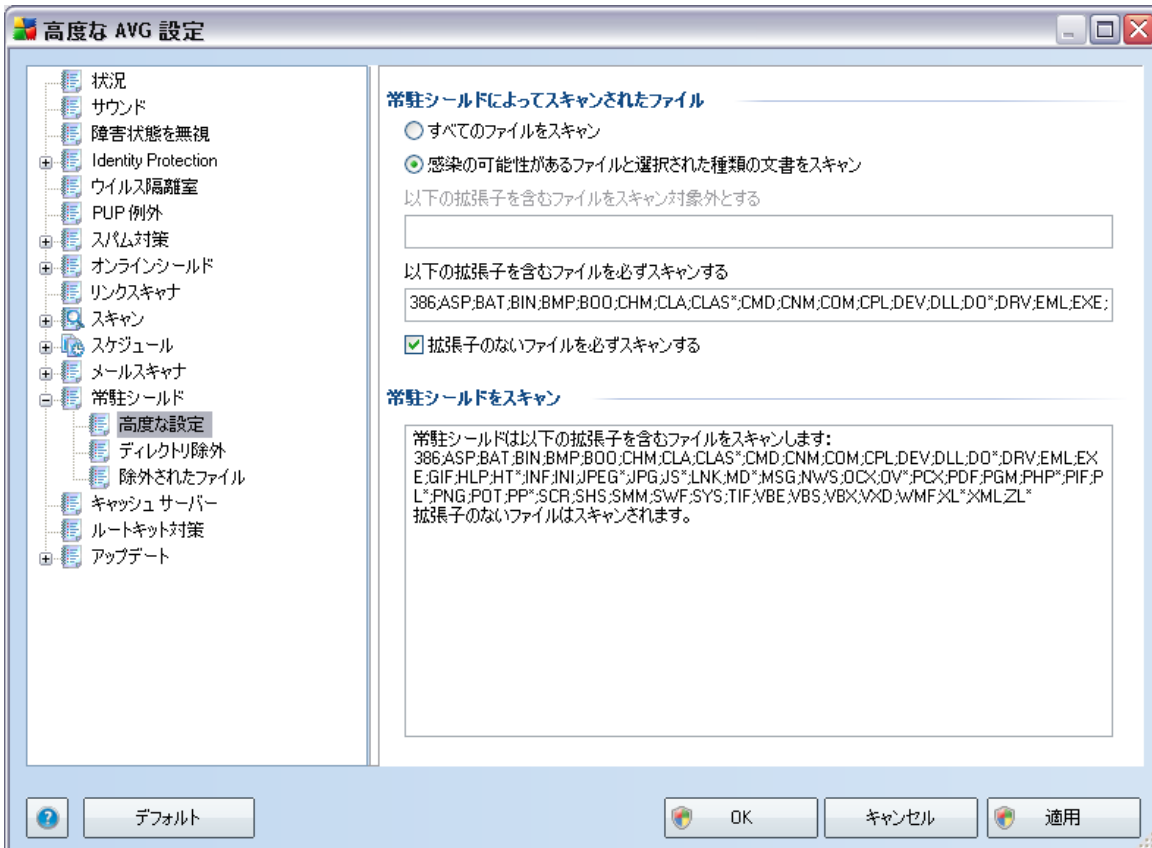 高度な AVG 設定
状況
サウンド
障害状態を無視
Identity Protection
ウイルス隔離室
PUP 例外
スパム対策
オンラインシールド
リンクスキャナ
スキャン
スケジュール
メールスキャナ
常駐シールド
高度な設定
ディレクトリ除外
除外されたファイル
キャッシュ サーバー
ルートキット対策
アップデート
常駐シールドによってスキャンされたファイル
すべてのファイルをスキャン
感染の可能性があるファイルと選択された種類の文書をスキャン
以下の拡張子を含むファイルをスキャン対象外とする
以下の拡張子を含むファイルを必ずスキャンする
386;ASP;BAT;BIN;BMP;BOO;CHM;CLA;CLAS*;CMD;CNM;COM;CPL;DEV;DLL;DO*;DRV;EML;EXE;
拡張子のないファイルを必ずスキャンする
常駐シールドをスキャン
常駐シールドは以下の拡張子を含むファイルをスキャンします:
386;ASP;BAT;BIN;BMP;BOO;CHM;CLA;CLAS*;CMD;CNM;COM;CPL;DEV;DLL;DO*;DRV;EML;EX
E;GIF;HLP;HT*;INF;INI;JPEG*;JPG;JS*;LNK;MD*;MSG;NWS;OCX;OV*;PCX;PDF;PGM;PHP*;PIF;P
L*;PNG;POT;PP*;SCR;SHS;SMM;SWF;SYS;TIF;VBE;VBS;VBX;VXD;WMF;XL*;XML;ZL*
拡張子のないファイルはスキャンされます。
デフォルト
OK
キャンセル
適用